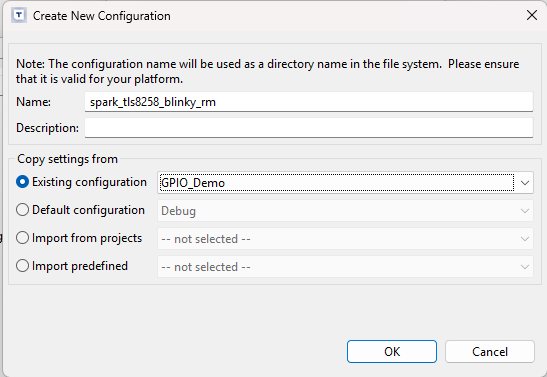 Create New Configuration
Note: The configuration name will be used as a directory name in the file system. Please ensure
that it is valid for your platform.
Name: spark_tls8258_blinky_rm
Description:
Copy settings from
Existing configuration GPIO_Demo
Default configuration Debug
Import from projects -- not selected --
Import predefined -- not selected --
OK Cancel